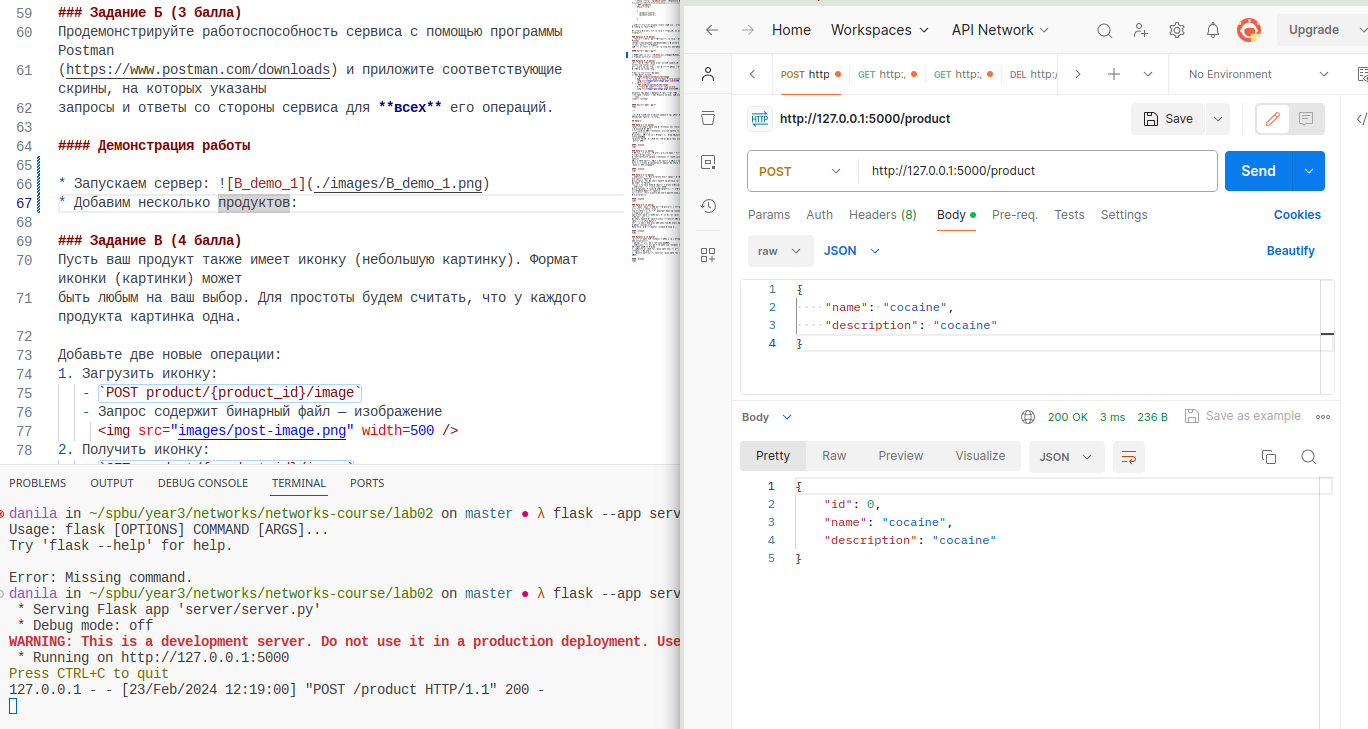 59 ### Задание Б (3 балла)
60 Продемонстрируйте работоспособность сервиса с помощью программы
Postman
61 (https://www.postman.com/downloads) и приложите соответствующие
скрины, на которых указаны
62 запросы и ответы со стороны сервиса для **всех** его операций.
63
64 #### Демонстрация работы
65
66 * Запускаем сервер: ![B_demo_1](./images/B_demo_1.png)
67 * Добавим несколько продуктов:
68
69 ### Задание В (4 балла)
70 Пусть ваш продукт также имеет иконку (небольшую картинку). Формат
иконки (картинки) может
71 быть любым на ваш выбор. Для простоты будем считать, что у каждого
продукта картинка одна.
72
73 Добавьте две новые операции:
74 1. Загрузить иконку:
75 - `POST product/{product_id}/image`
76 - Запрос содержит бинарный файл — изображение
77 <img src="images/post-image.png" width=500 />
78 2. Получить иконку:
PROBLEMS OUTPUT DEBUG CONSOLE TERMINAL PORTS
danila in ~/spbu/year3/networks/networks-course/lab02 on master ● λ flask --app serv
Usage: flask [OPTIONS] COMMAND [ARGS]...
Try 'flask --help' for help.
Error: Missing command.
danila in ~/spbu/year3/networks/networks-course/lab02 on master ● λ flask --app serv
* Serving Flask app 'server/server.py'
* Debug mode: off
WARNING: This is a development server. Do not use it in a production deployment. Use
* Running on http://127.0.0.1:5000
Press CTRL+C to quit
127.0.0.1 - - [23/Feb/2024 12:19:00] "POST /product HTTP/1.1" 200 -
Home Workspaces API Network Upgrade
POST http GET http:, GET http:, DEL http:/ No Environment
HTTP http://127.0.0.1:5000/product Save
POST http://127.0.0.1:5000/product Send
Params Auth Headers (8) Body Pre-req. Tests Settings Cookies
raw JSON Beautify
1 {
2 "name": "cocaine",
3 "description": "cocaine"
4 }
Body 200 OK 3 ms 236 B Save as example
Pretty Raw Preview Visualize JSON
1 {
2 "id": 0,
3 "name": "cocaine",
4 "description": "cocaine"
5 }